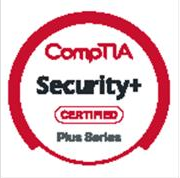 CompTIA
Security+
CERTIFIED
Plus Series